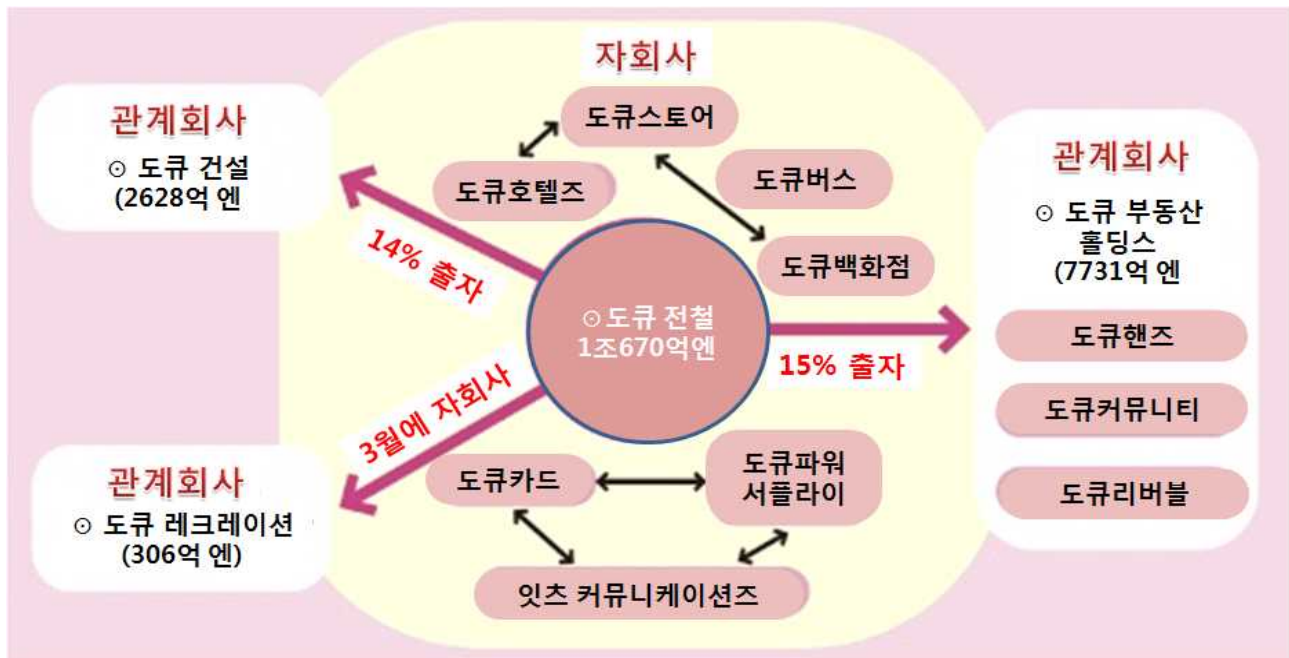 자회사
관계회사
⊙ 도큐 건설
(2628억 엔
도큐스토어
도큐호텔즈
도큐버스
도큐백화점
14% 출자
⊙도큐 전철
1조670억엔
15% 출자
3월에 자회사
관계회사
⊙ 도큐 부동산
홀딩스
(7731억 엔
도큐핸즈
도큐커뮤니티
도큐리버블
관계회사
⊙ 도큐 레크레이션
(306억 엔)
도큐카드
도큐파워
서플라이
잇츠 커뮤니케이션즈